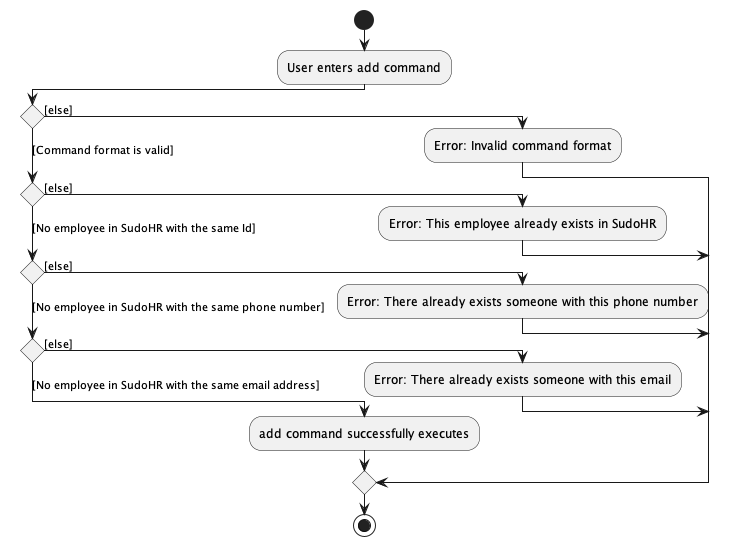 User enters add command
[else]
Error: Invalid command format
[Command format is valid]
[else]
Error: This employee already exists in SudoHR
[No employee in SudoHR with the same Id]
[else]
Error: There already exists someone with this phone number
[No employee in SudoHR with the same phone number]
[else]
Error: There already exists someone with this email
[No employee in SudoHR with the same email address]
add command successfully executes